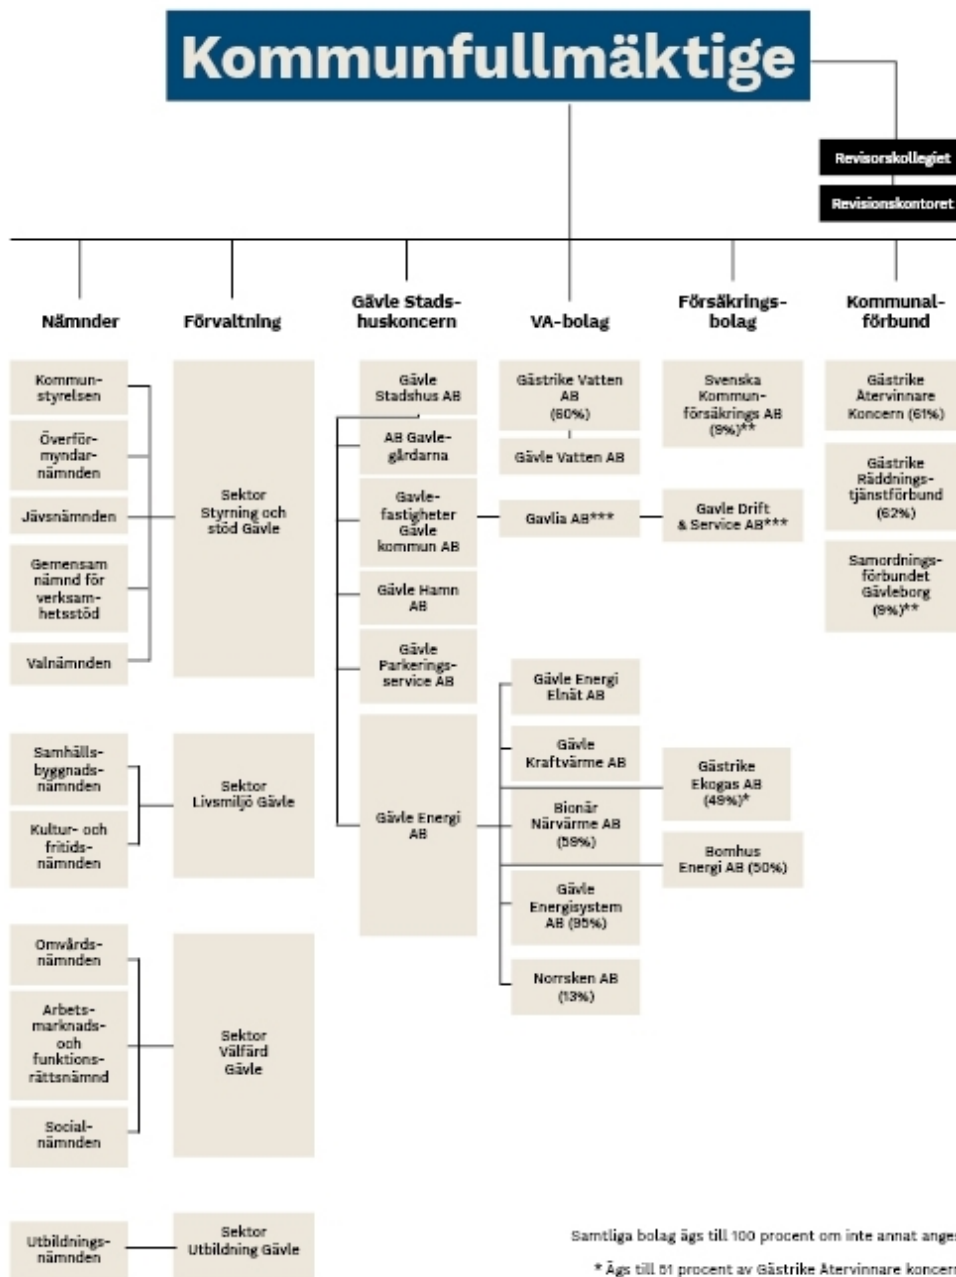 Kommunfullmäktige
Revisorskollegiet
Revisionskontoret
Nämnder
Förvaltning
Gävle Stads-
huskoncern
VA-bolag
Försäkrings-
bolag
Kommunal-
förbund
Kommun-
styrelsen
Överför-
myndar-
nämnden
Jävsnämnden
Gemensam
nämnd för
verksam-
hetsstöd
Valnämnden
Sektor
Styrning och
stöd Gävle
Samhälls-
byggnads-
nämnden
Kultur- och
fritids-
nämnden
Sektor
Livsmiljö Gävle
Omvårds-
nämnden
Arbets-
marknads-
och
funktions-
rättsnämnd
Social-
nämnden
Sektor
Välfärd
Gävle
Utbildnings-
nämnden
Sektor
Utbildning Gävle
Gävle
Stadshus AB
AB Gavle-
gårdarna
Gavle-
fastigheter
Gävle
kommun AB
Gävle Hamn
AB
Gävle
Parkerings-
service AB
Gävle Energi
AB
Gästrike Vatten
AB
(60%)
Gävle Vatten AB
Gavlia AB***
Gävle Energi
Elnät AB
Gävle
Kraftvärme AB
Bionär
Närvärme AB
(59%)
Gävle
Energisystem
AB (95%)
Norrsken AB
(13%)
Svenska
Kommun-
försäkrings AB
(9%)**
Gavle Drift
& Service AB***
Gästrike
Ekogas AB
(49%)*
Bomhus
Energi AB (50%)
Gästrike
Återvinnare
Koncern (61%)
Gästrike
Räddnings-
tjänstförbund
(62%)
Samordnings-
förbundet
Gävleborg
(9%)**
Samtliga bolag ägs till 100 procent om inte annat anges
* Ägs till 51 procent av Gästrike Återvinnare koncern